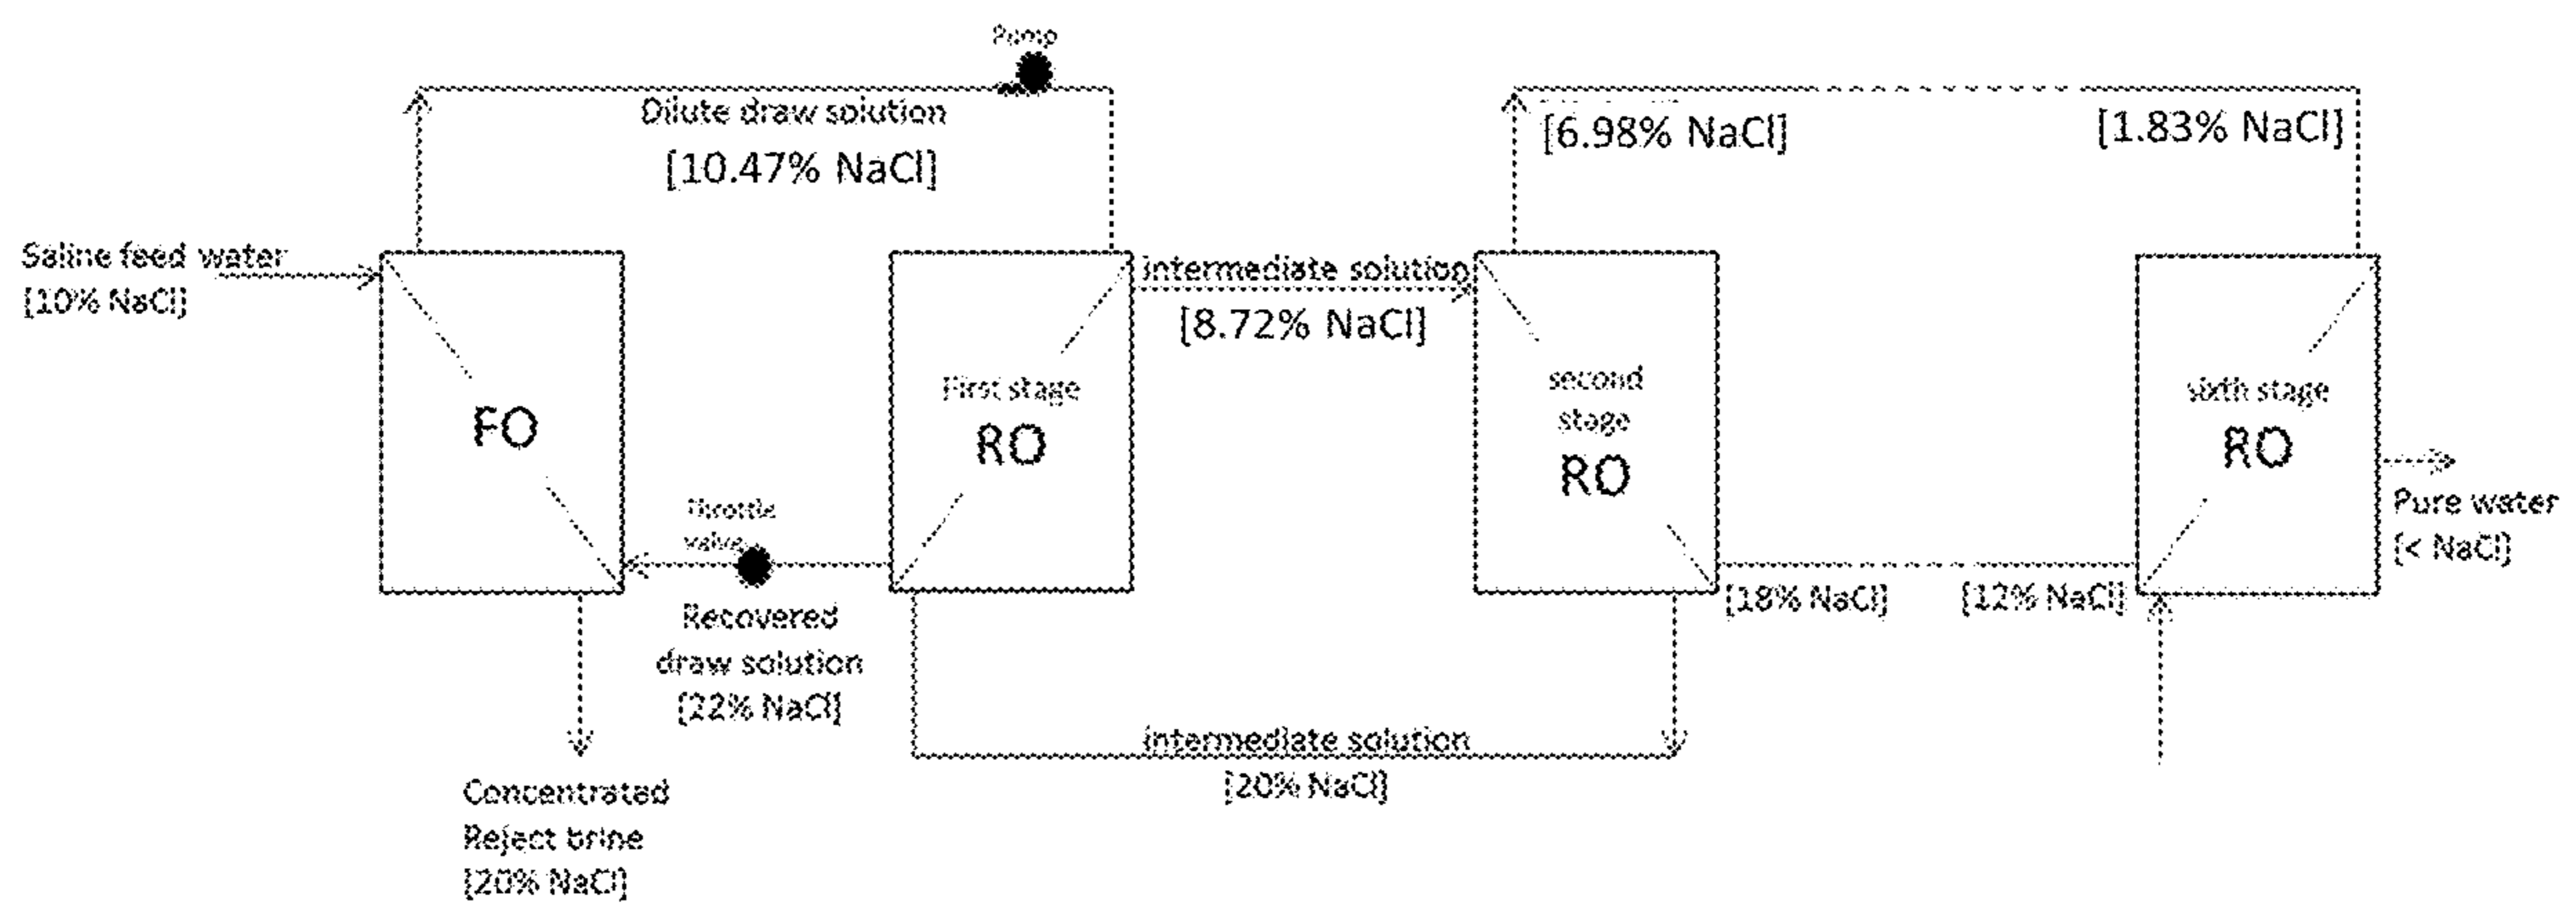 Pump
Dilute draw solution
[10.47% NaCl]
[6.98% NaCl]
[1.83% NaCl]
Saline feed water
[10% NaCl]
intermediate solution
[8.72% NaCl]
FO
First stage
RO
second
stage
RO
sixth stage
RO
Throttle
valve
Pure water
[< NaCl]
Recovered
draw solution
[22% NaCl]
[18% NaCl]
[12% NaCl]
intermediate solution
[20% NaCl]
Concentrated
Reject brine
[20% NaCl]